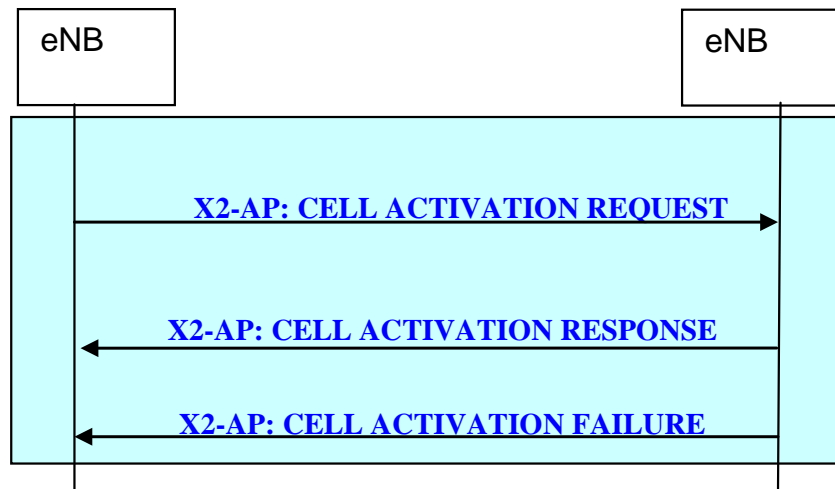 eNB
eNB
X2-AP: CELL ACTIVATION REQUEST
X2-AP: CELL ACTIVATION RESPONSE
X2-AP: CELL ACTIVATION FAILURE